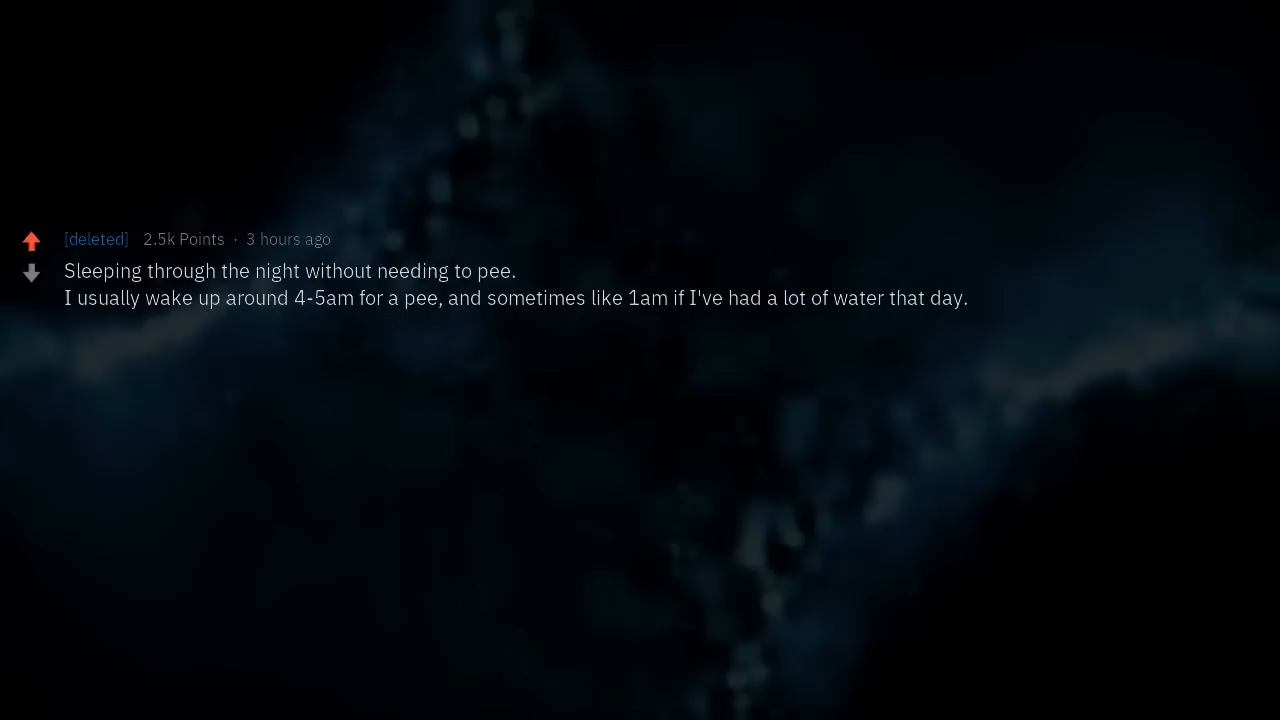 [deleted] 2.5k Points · 3 hours ago
Sleeping through the night without needing to pee.
I usually wake up around 4-5am for a pee, and sometimes like 1am if I've had a lot of water that day.